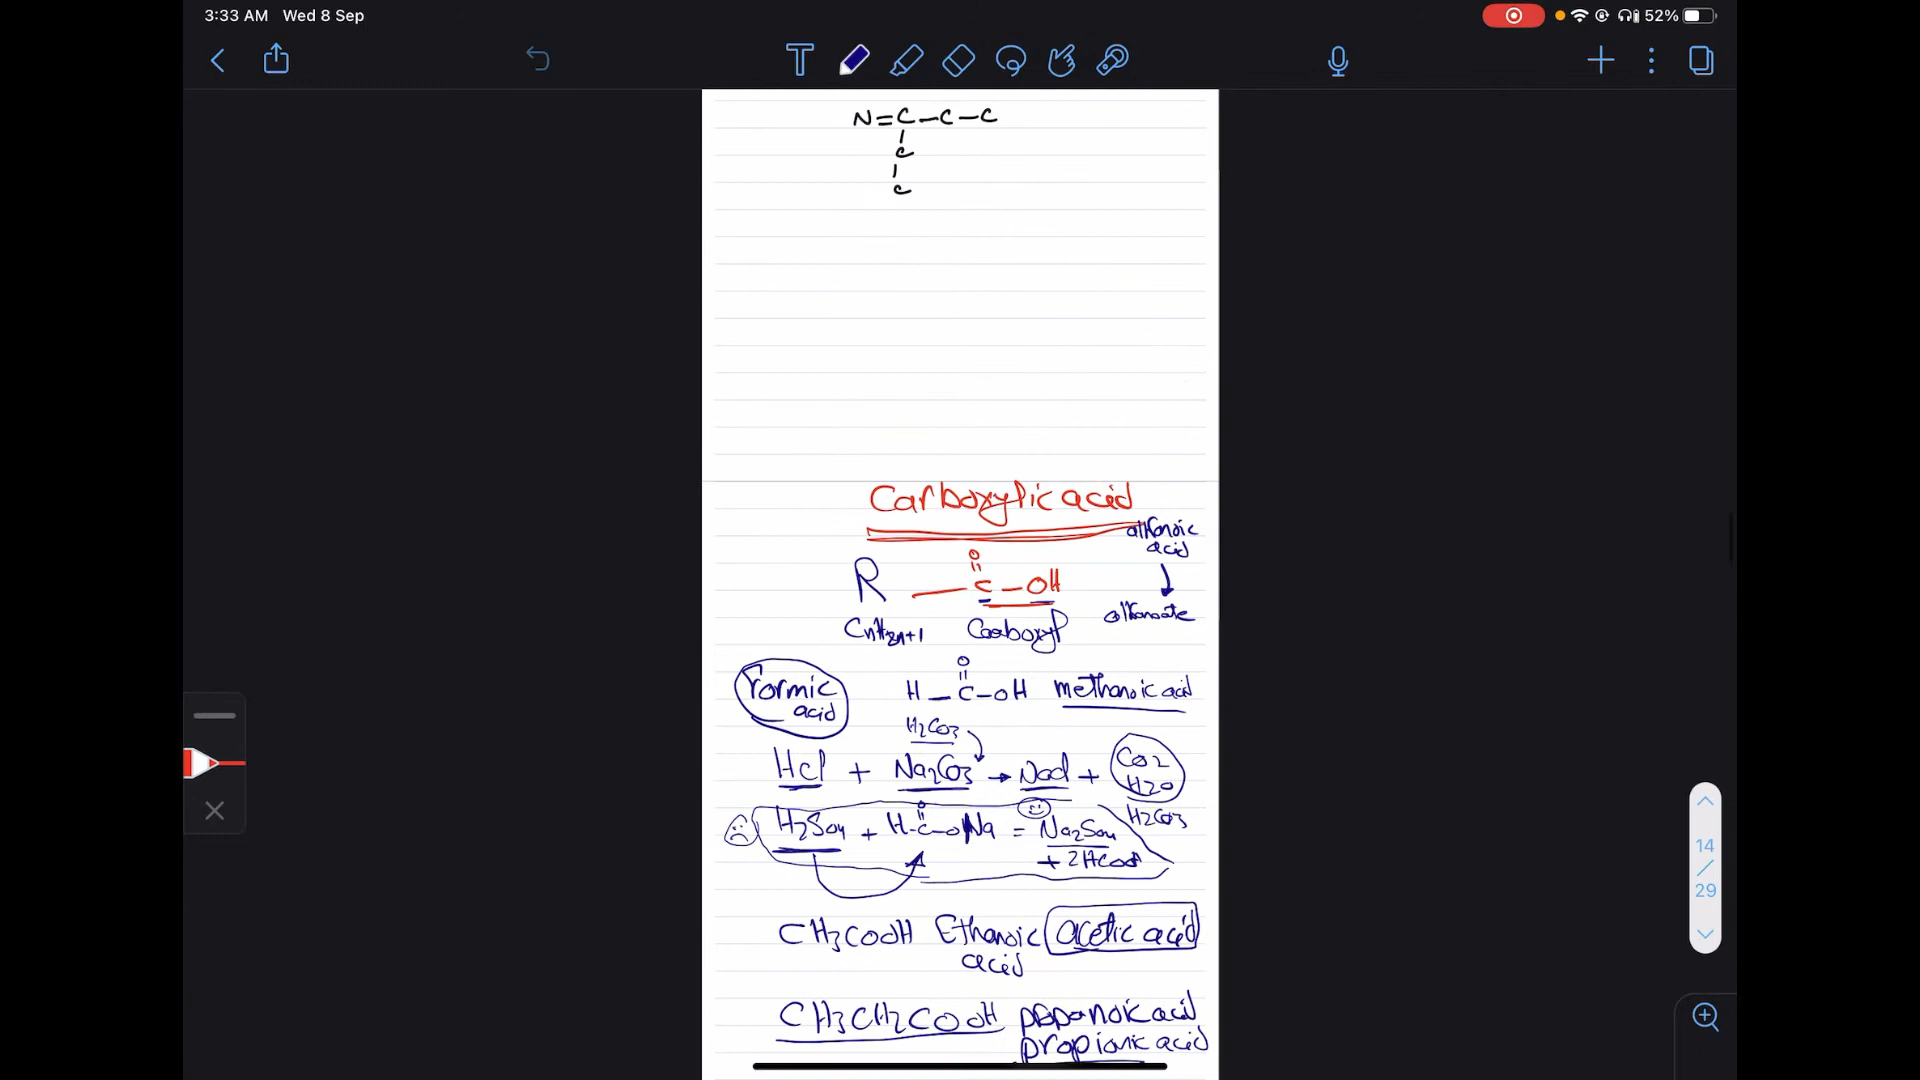 3:33 AM Wed 8 Sep 52%
T
N=C-C-C
C
C
Carboxylic acid
alkanoic
acid
O
R - C - OH
alkanoate
CnH2n+1 Carboxyl
O
Formic
acid
H - C - OH methanoic acid
H2CO3
HCl + Na2CO3 → NaCl + CO2
H2O
H2CO3
O
H2SO4 + H-C-ONa = Na2SO4
+ 2HCOOH
14
29
CH3COOH Ethanoic acetic acid
acid
CH3CH2COOH propanoic acid
propionic acid